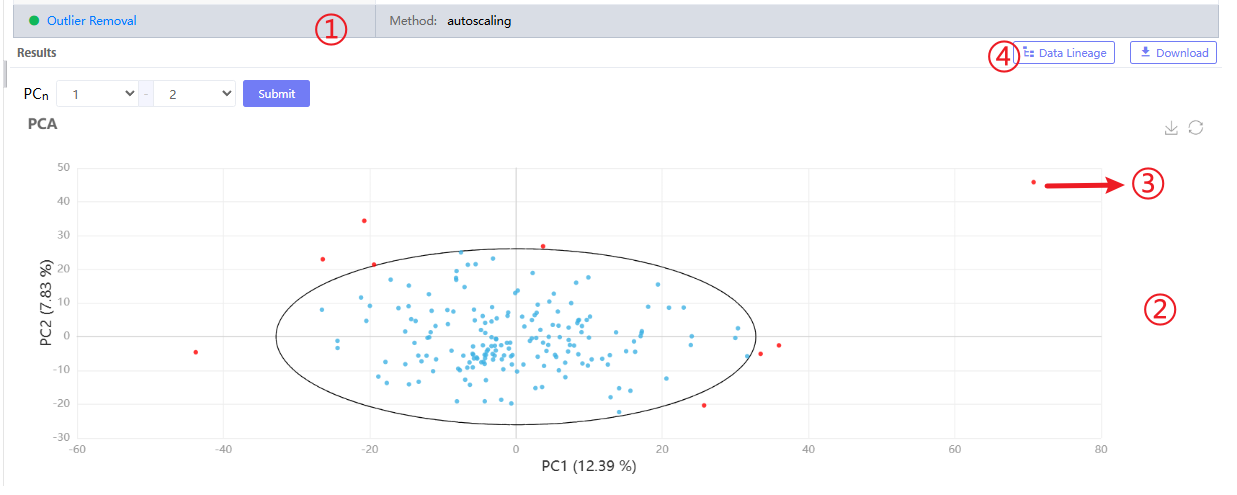 Outlier Removal ① Method: autoscaling
Results ④ Data Lineage Download
PCn 1 - 2 Submit
PCA
③
②
50
40
30
20
10
0
-10
-20
-30
-60 -40 -20 0 20 40 60 80
PC2 (7.83 %)
PC1 (12.39 %)